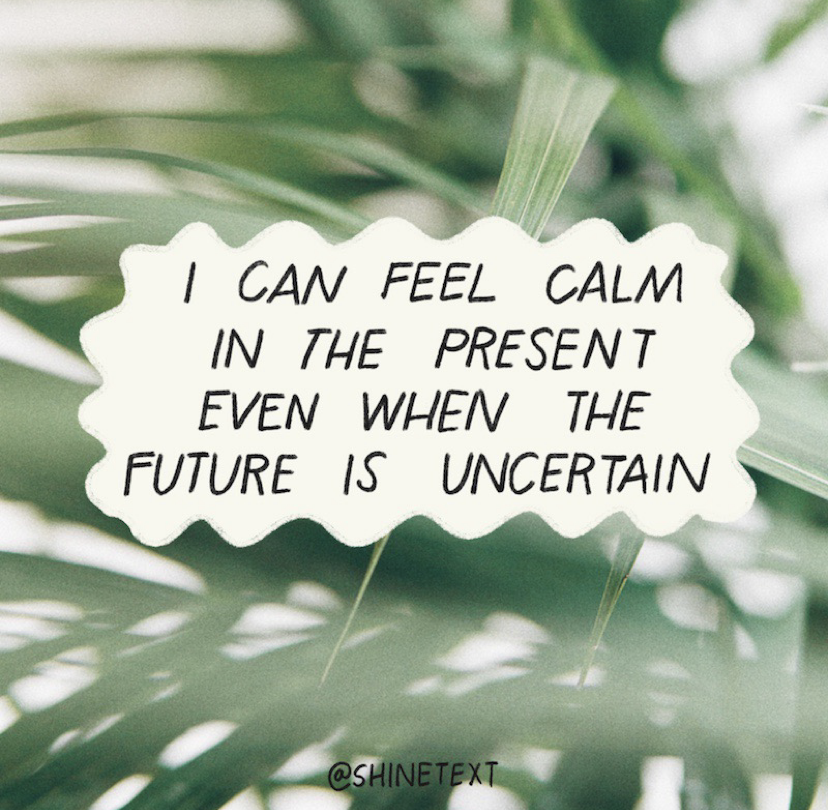 I CAN FEEL CALM
IN THE PRESENT
EVEN WHEN THE
FUTURE IS UNCERTAIN
@SHINETEXT